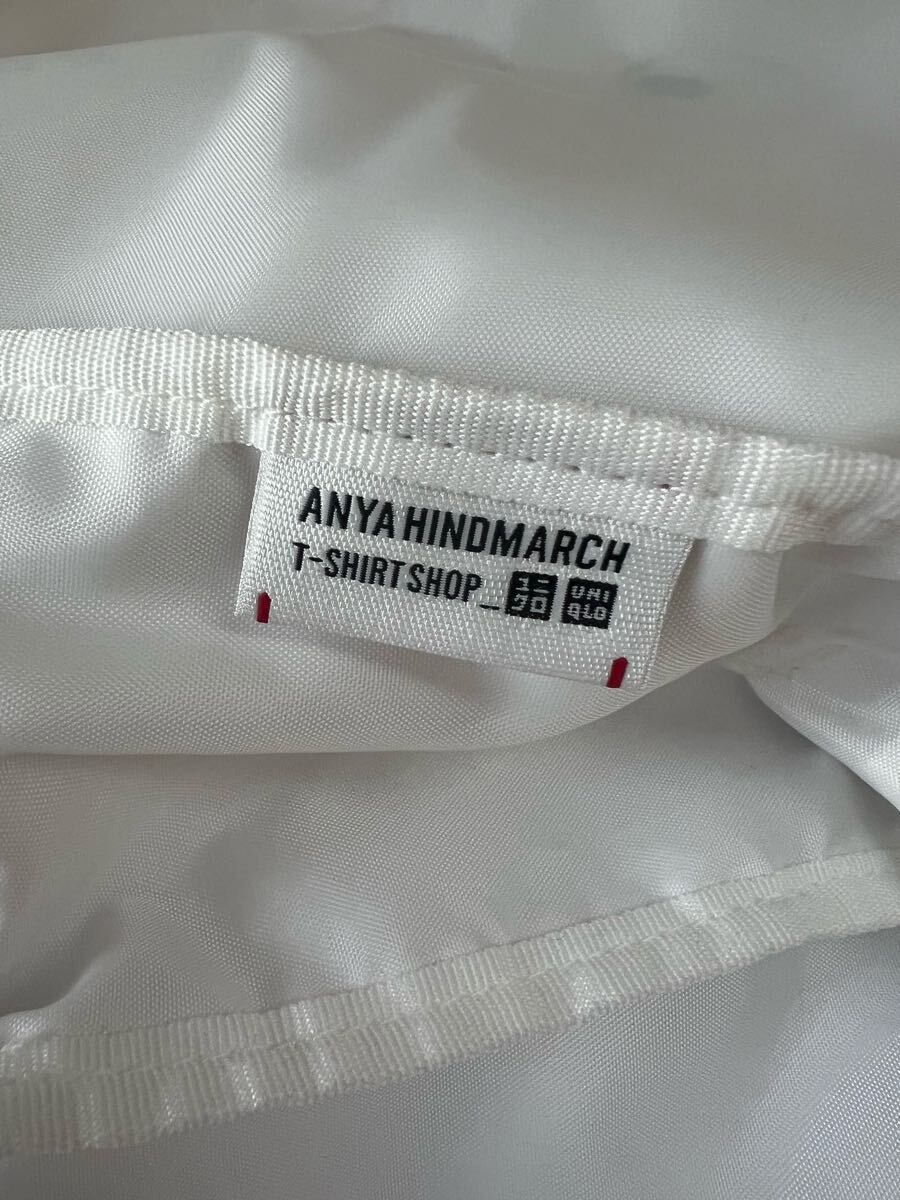 ANYA HINDMARCH
T-SHIRT SHOP_ ユニクロ UNIQLO